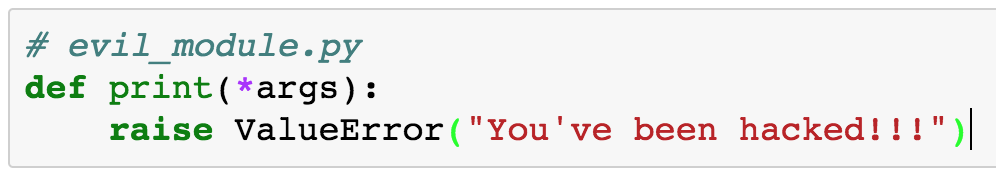 # evil_module.py
def print(*args):
    raise ValueError("You've been hacked!!!")